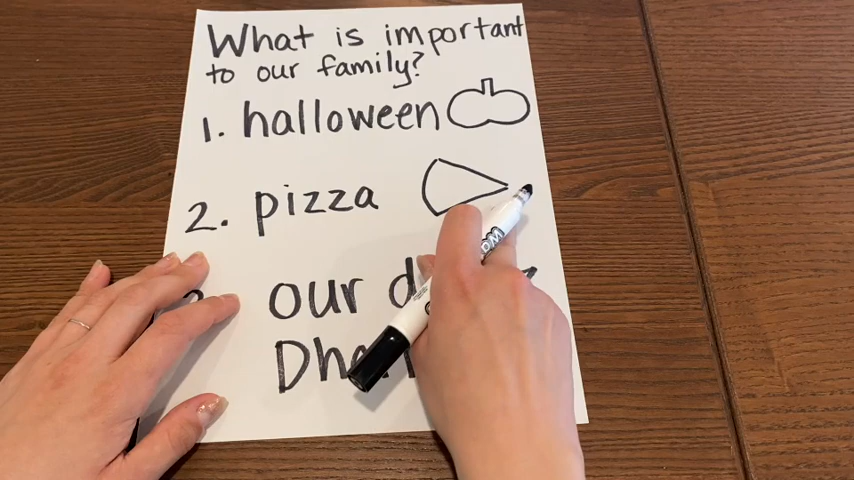 What is important
to our family?
1. halloween
2. pizza
our